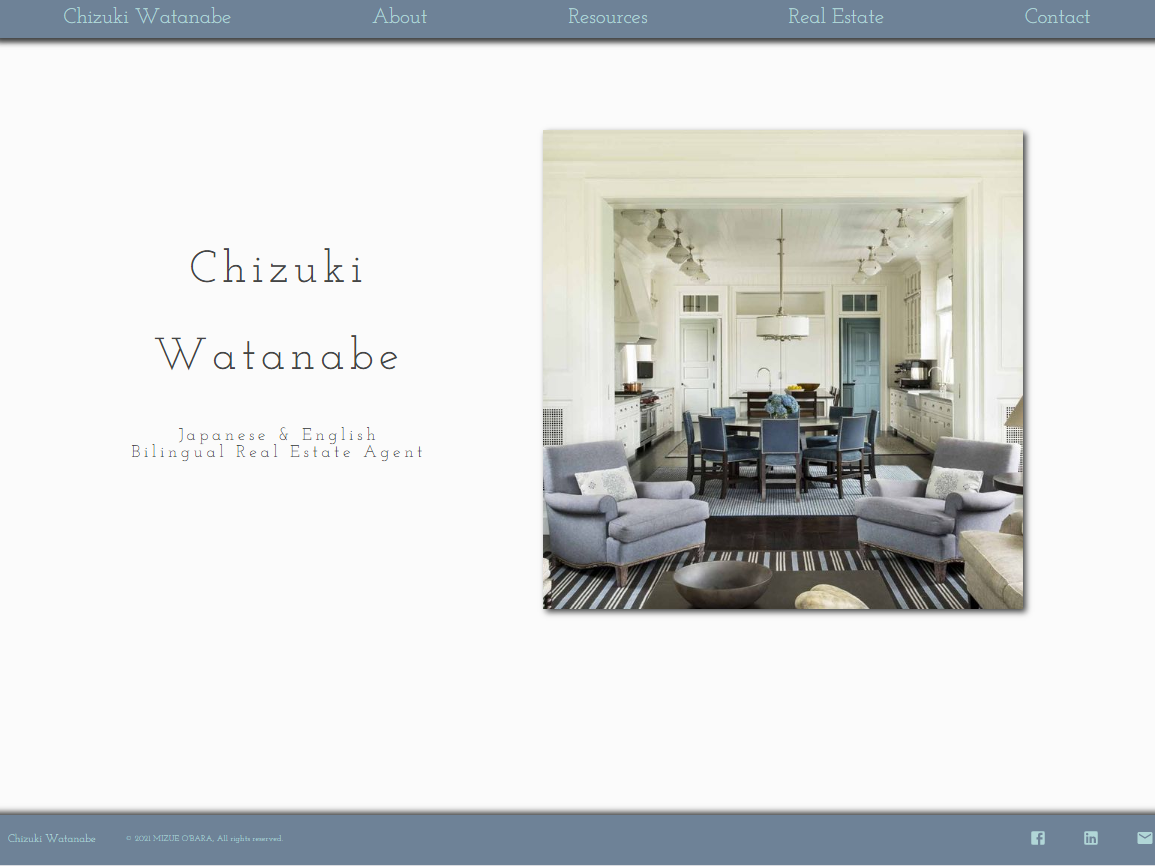 Chizuki Watanabe About Resources Real Estate Contact
Chizuki
Watanabe
Japanese & English
Bilingual Real Estate Agent
Chizuki Watanabe © 2021 MIZUE O'BARA, All rights reserved.